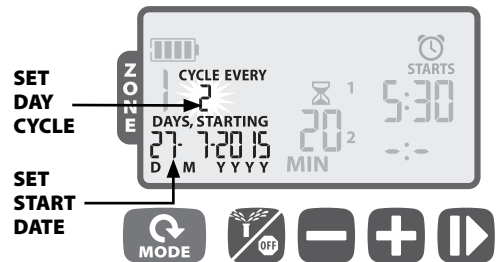 SET
DAY
CYCLE
SET
START
DATE
ZONE
1
CYCLE EVERY
2
DAYS, STARTING
27- 7-2015
D M Y Y Y Y
1
20 2
MIN
STARTS
5:30
-:-
MODE
OFF